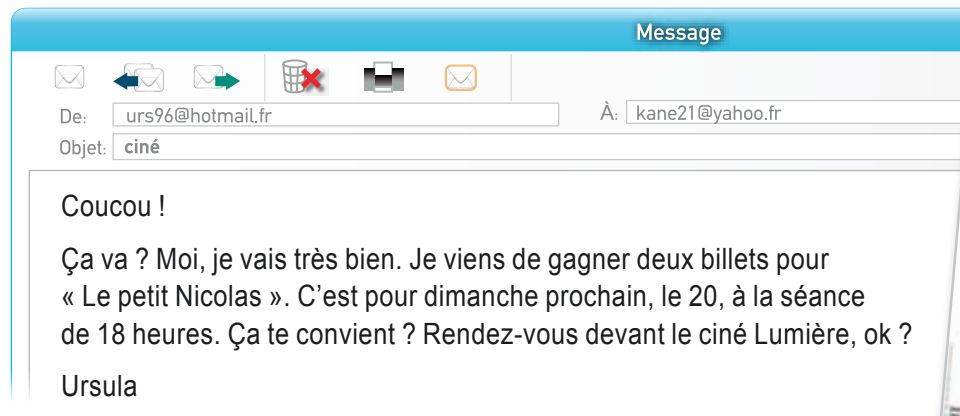 Message
De: urs96@hotmail.fr À: kane21@yahoo.fr
Objet: ciné
Coucou !
Ça va ? Moi, je vais très bien. Je viens de gagner deux billets pour
« Le petit Nicolas ». C'est pour dimanche prochain, le 20, à la séance
de 18 heures. Ça te convient ? Rendez-vous devant le ciné Lumière, ok ?
Ursula